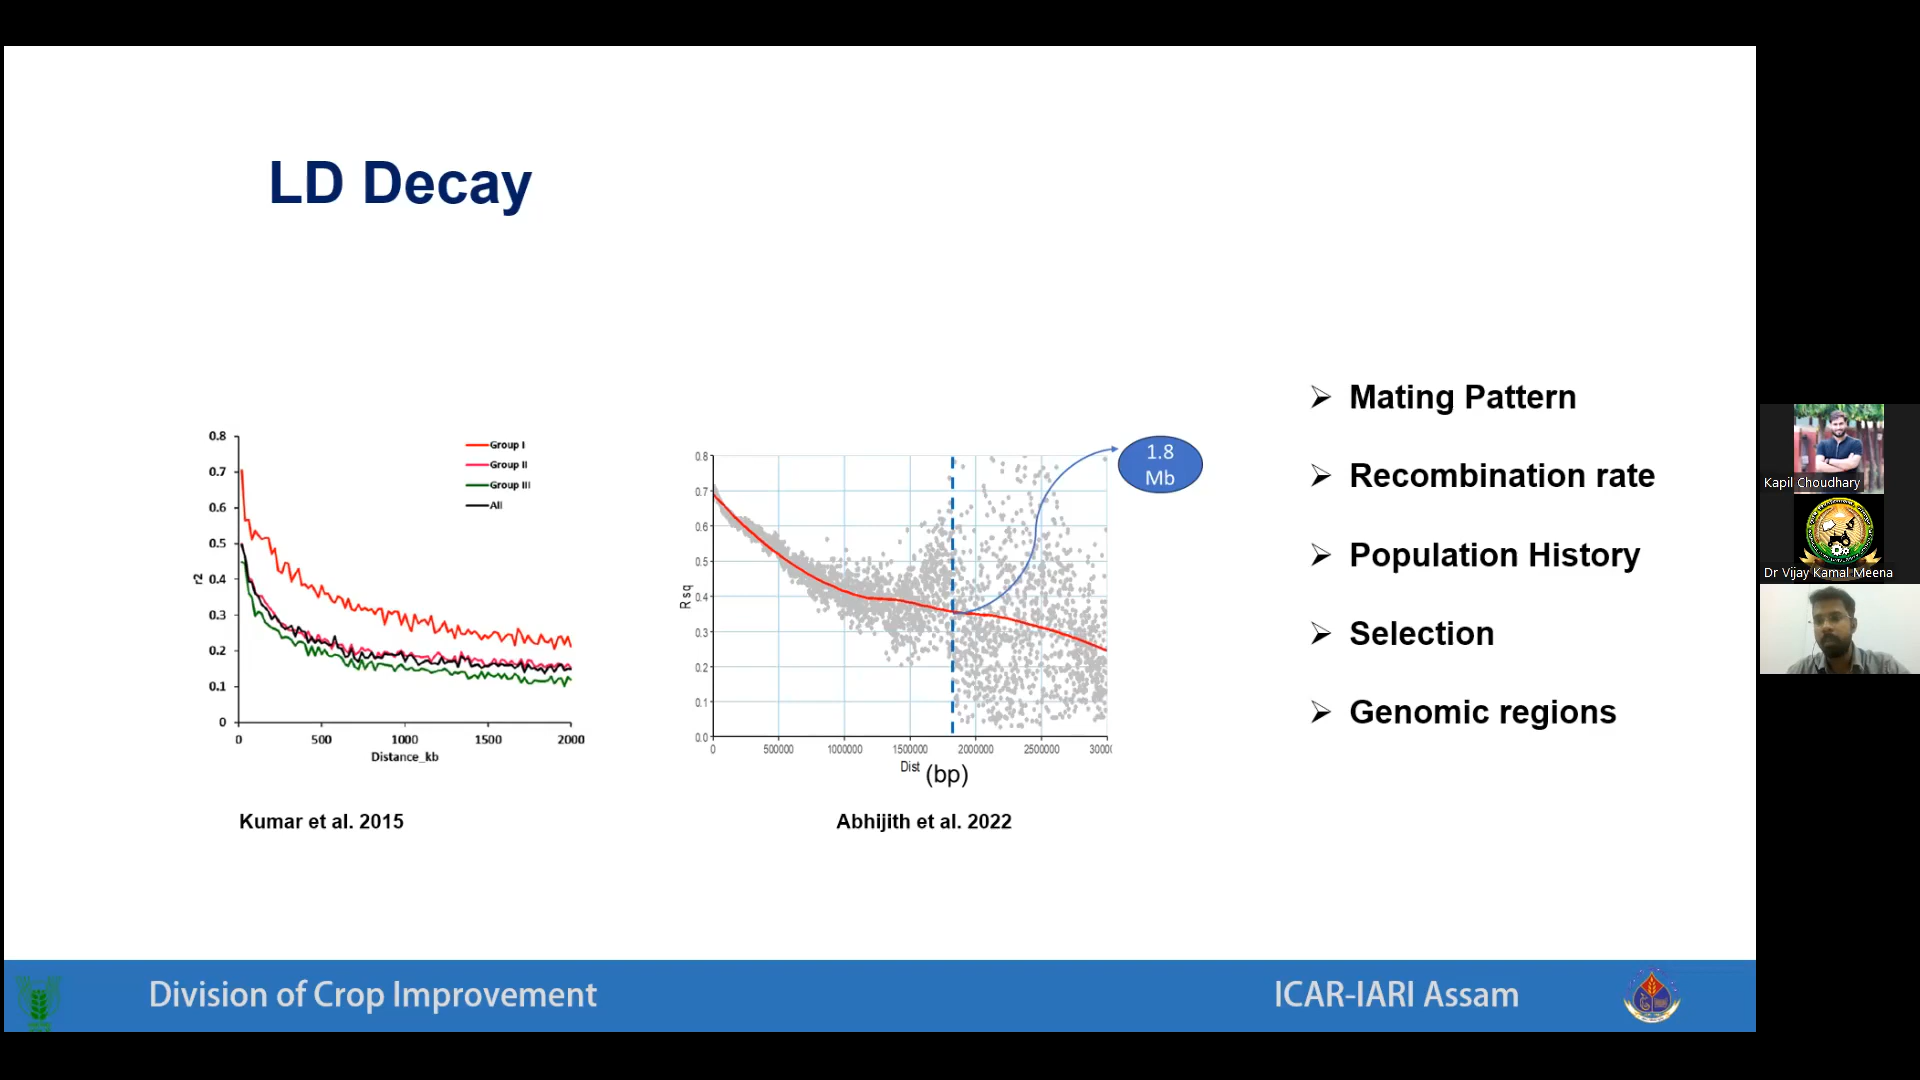 LD Decay
0.8
0.7
0.6
0.5
0.4
0.3
0.2
0.1
0
r2
Group I
Group II
Group III
All
0 500 1000 1500 2000
Distance_kb
Kumar et al. 2015
0.8
0.7
0.6
0.5
0.4
0.3
0.2
0.1
0.0
Rsq
0 500000 1000000 1500000 2000000 2500000
Dist (bp)
1.8
Mb
Abhijith et al. 2022
Mating Pattern
Recombination rate
Population History
Selection
Genomic regions
Kapil Choudhary
Dr Vijay Kamal Meena
Division of Crop Improvement
ICAR-IARI Assam